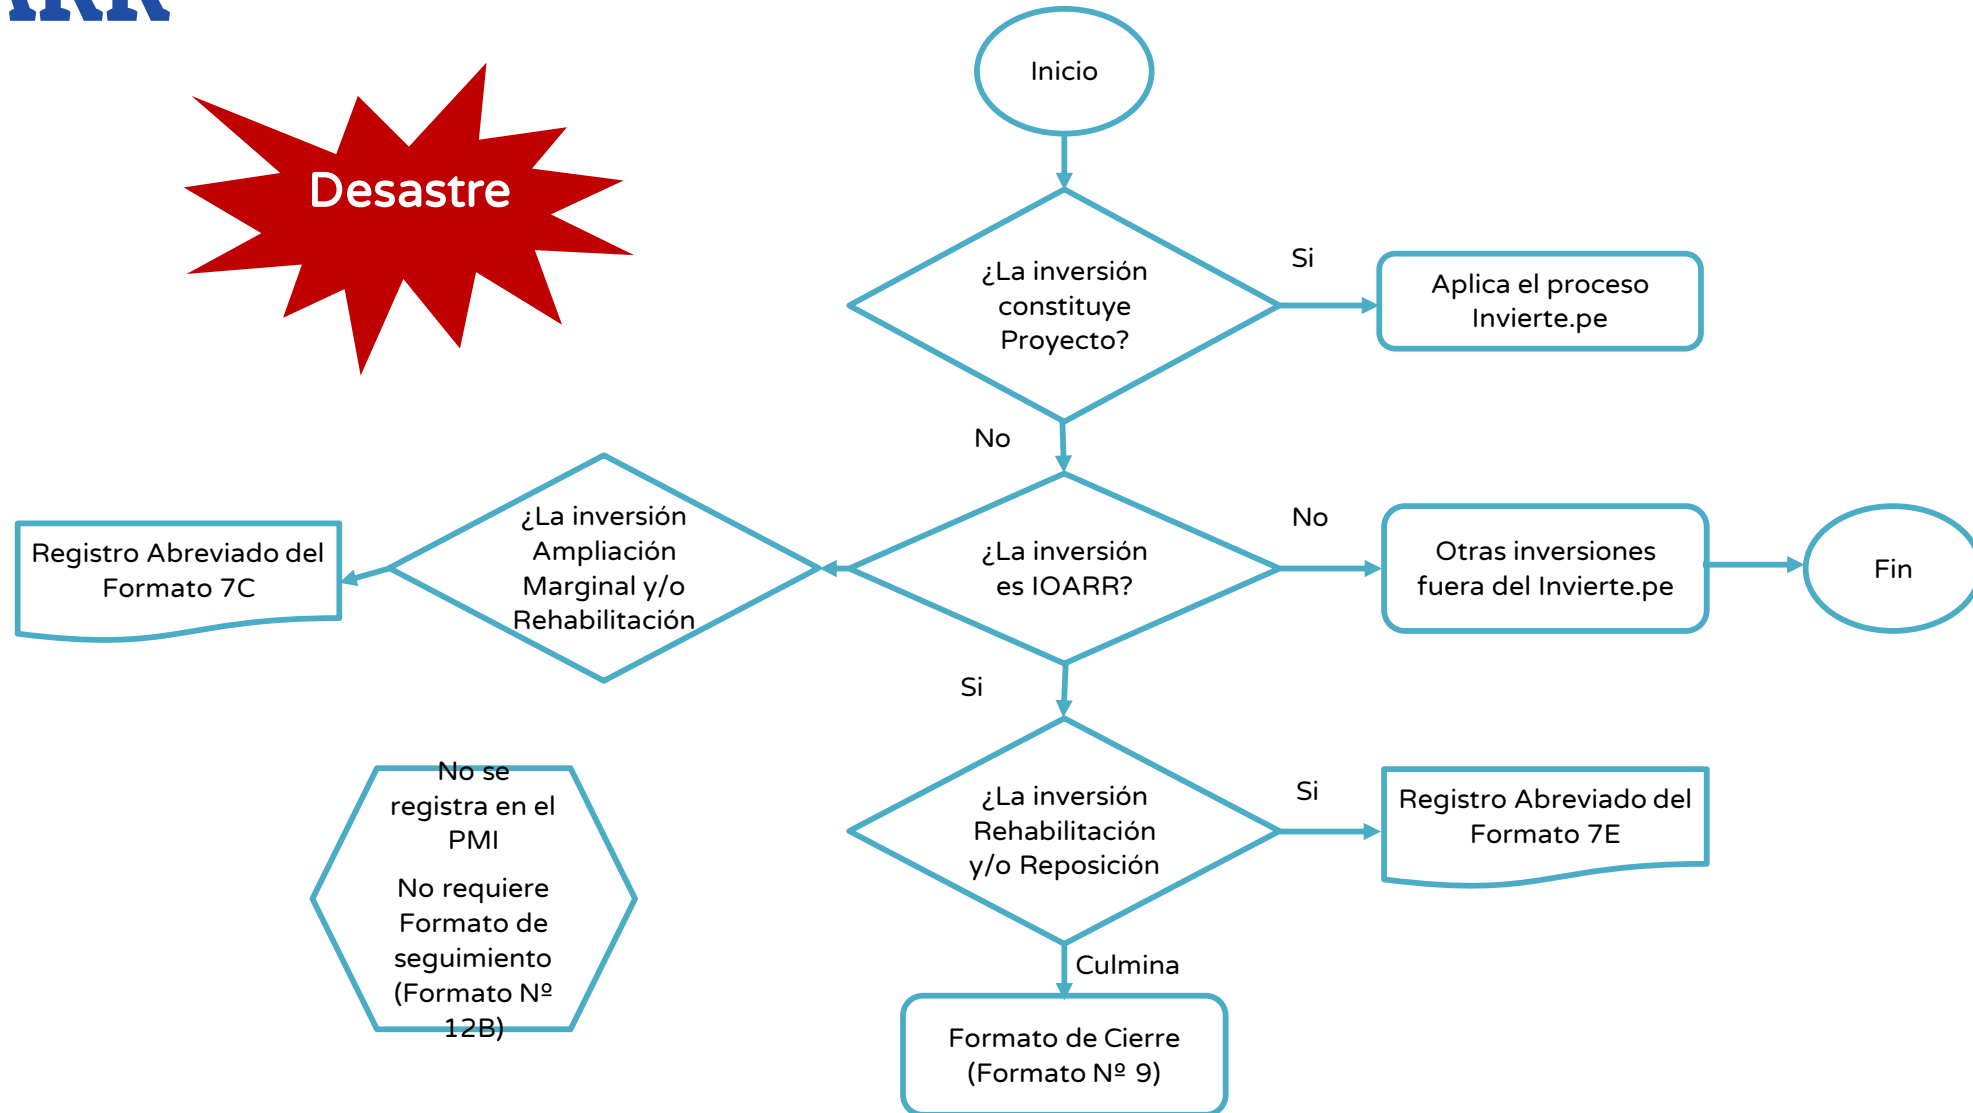 Inicio
Desastre
¿La inversión
constituye
Proyecto?
Si
Aplica el proceso
Invierte.pe
No
¿La inversión
es IOARR?
No
Otras inversiones
fuera del Invierte.pe
Fin
¿La inversión
Ampliación
Marginal y/o
Rehabilitación
Registro Abreviado del
Formato 7C
Si
¿La inversión
Rehabilitación
y/o Reposición
Si
Registro Abreviado del
Formato 7E
No se
registra en el
PMI
No requiere
Formato de
seguimiento
(Formato Nº
12B)
Culmina
Formato de Cierre
(Formato Nº 9)